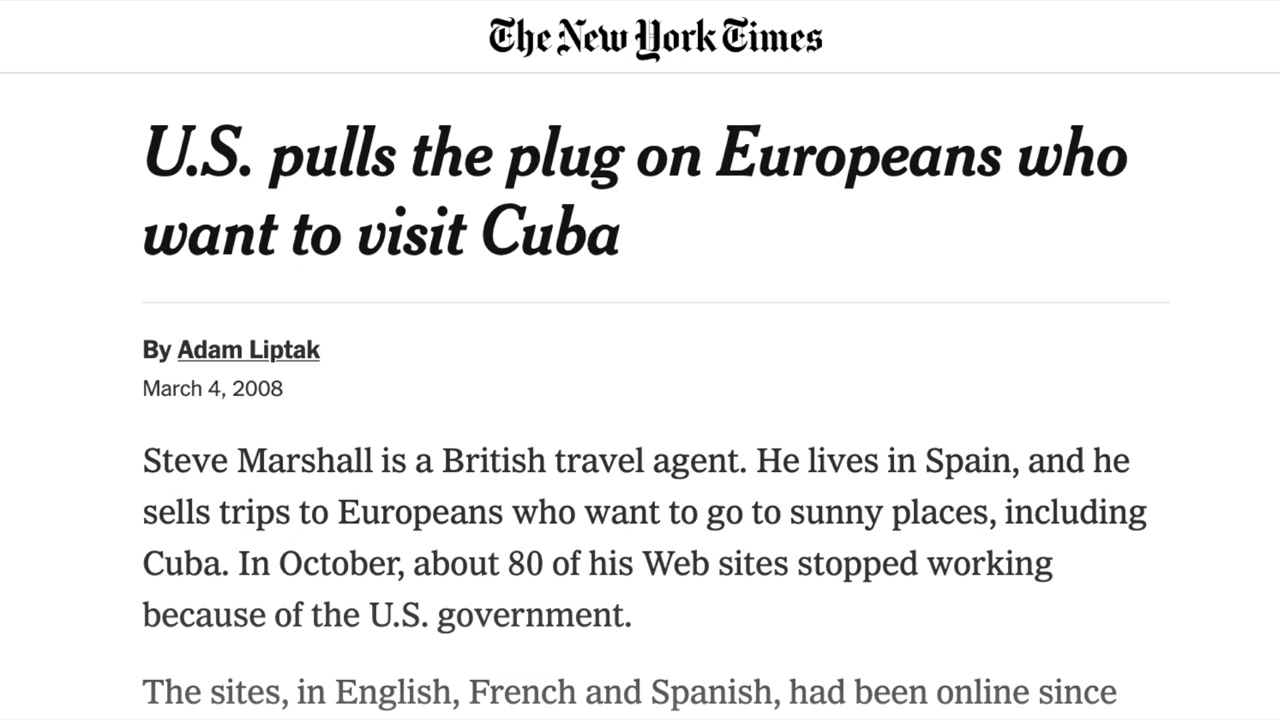 The New York Times
U.S. pulls the plug on Europeans who
want to visit Cuba
By Adam Liptak
March 4, 2008
Steve Marshall is a British travel agent. He lives in Spain, and he
sells trips to Europeans who want to go to sunny places, including
Cuba. In October, about 80 of his Web sites stopped working
because of the U.S. government.
The sites, in English, French and Spanish, had been online since